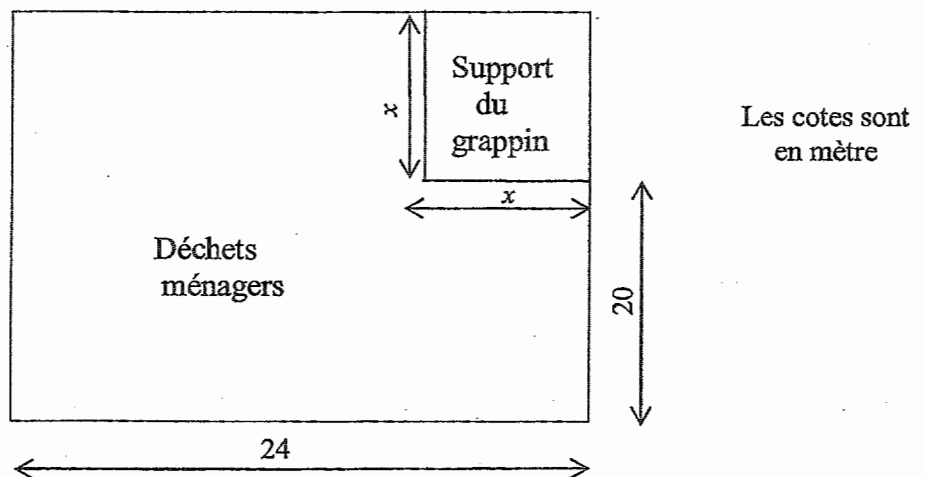 Support
du
grappin
x
x
Les cotes sont
en mètre
Déchets
ménagers
20
24